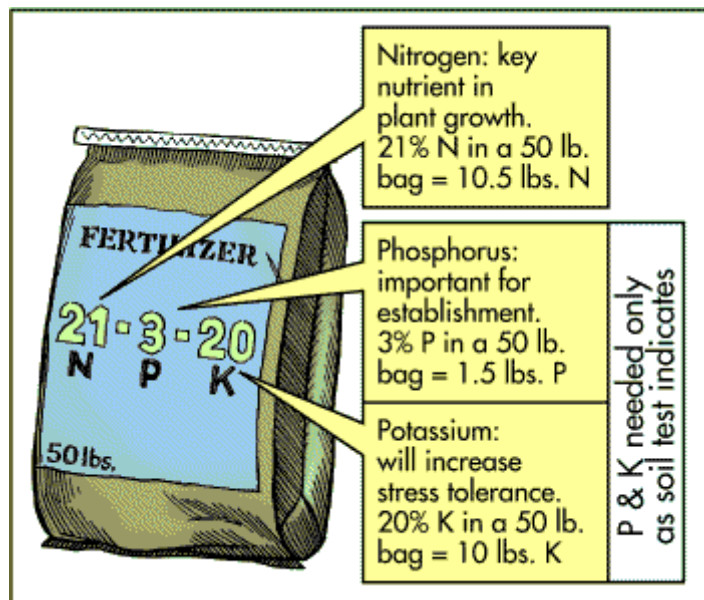 Nitrogen: key
nutrient in
plant growth.
21% N in a 50 lb.
bag = 10.5 lbs. N
FERTILIZER
21-3-20
N P K
50 lbs.
Phosphorus:
important for
establishment.
3% P in a 50 lb.
bag = 1.5 lbs. P
Potassium:
will increase
stress tolerance.
20% K in a 50 lb.
bag = 10 lbs. K
P & K needed only
as soil test indicates